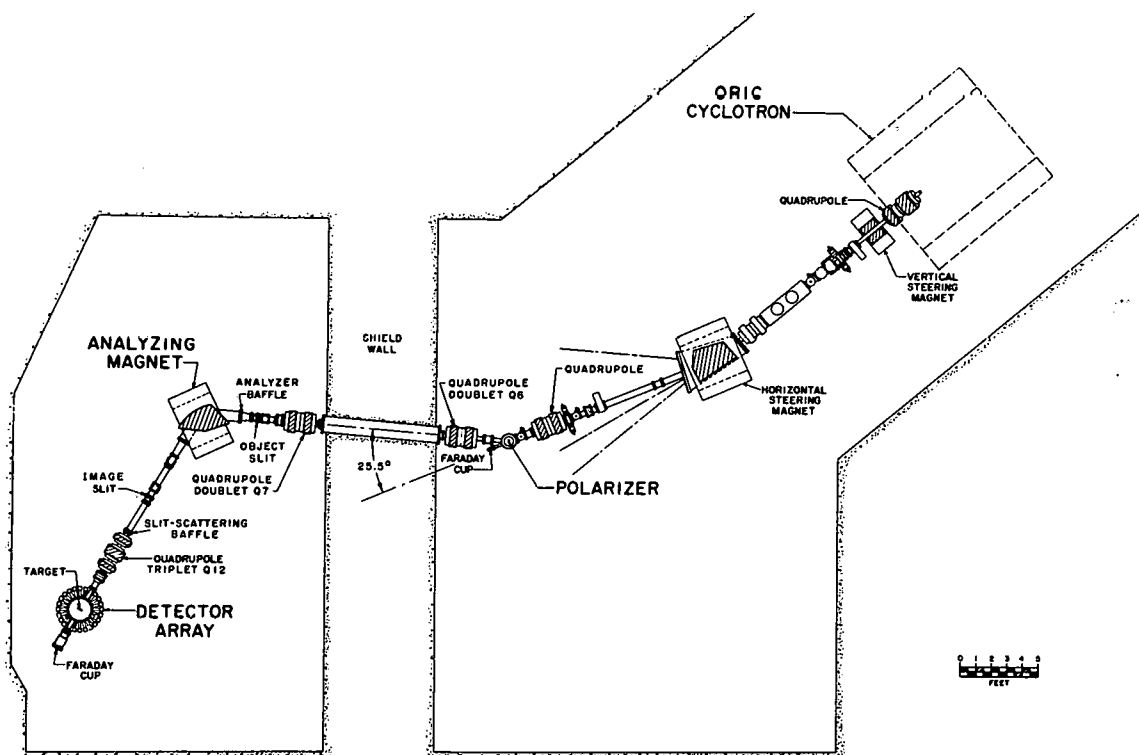 ORIC
CYCLOTRON
QUADRUPOLE
VERTICAL
STEERING
MAGNET
SHIELD
WALL
ANALYZING
MAGNET
ANALYZER
BAFFLE
QUADRUPOLE
DOUBLET Q6
QUADRUPOLE
HORIZONTAL
STEERING
MAGNET
OBJECT
SLIT
FARADAY
CUP
25.5°
IMAGE
SLIT
QUADRUPOLE
DOUBLET Q7
POLARIZER
SLIT-SCATTERING
BAFFLE
QUADRUPOLE
TRIPLET Q12
TARGET
DETECTOR
ARRAY
FARADAY
CUP
0 1 2 3 4 5
FEET